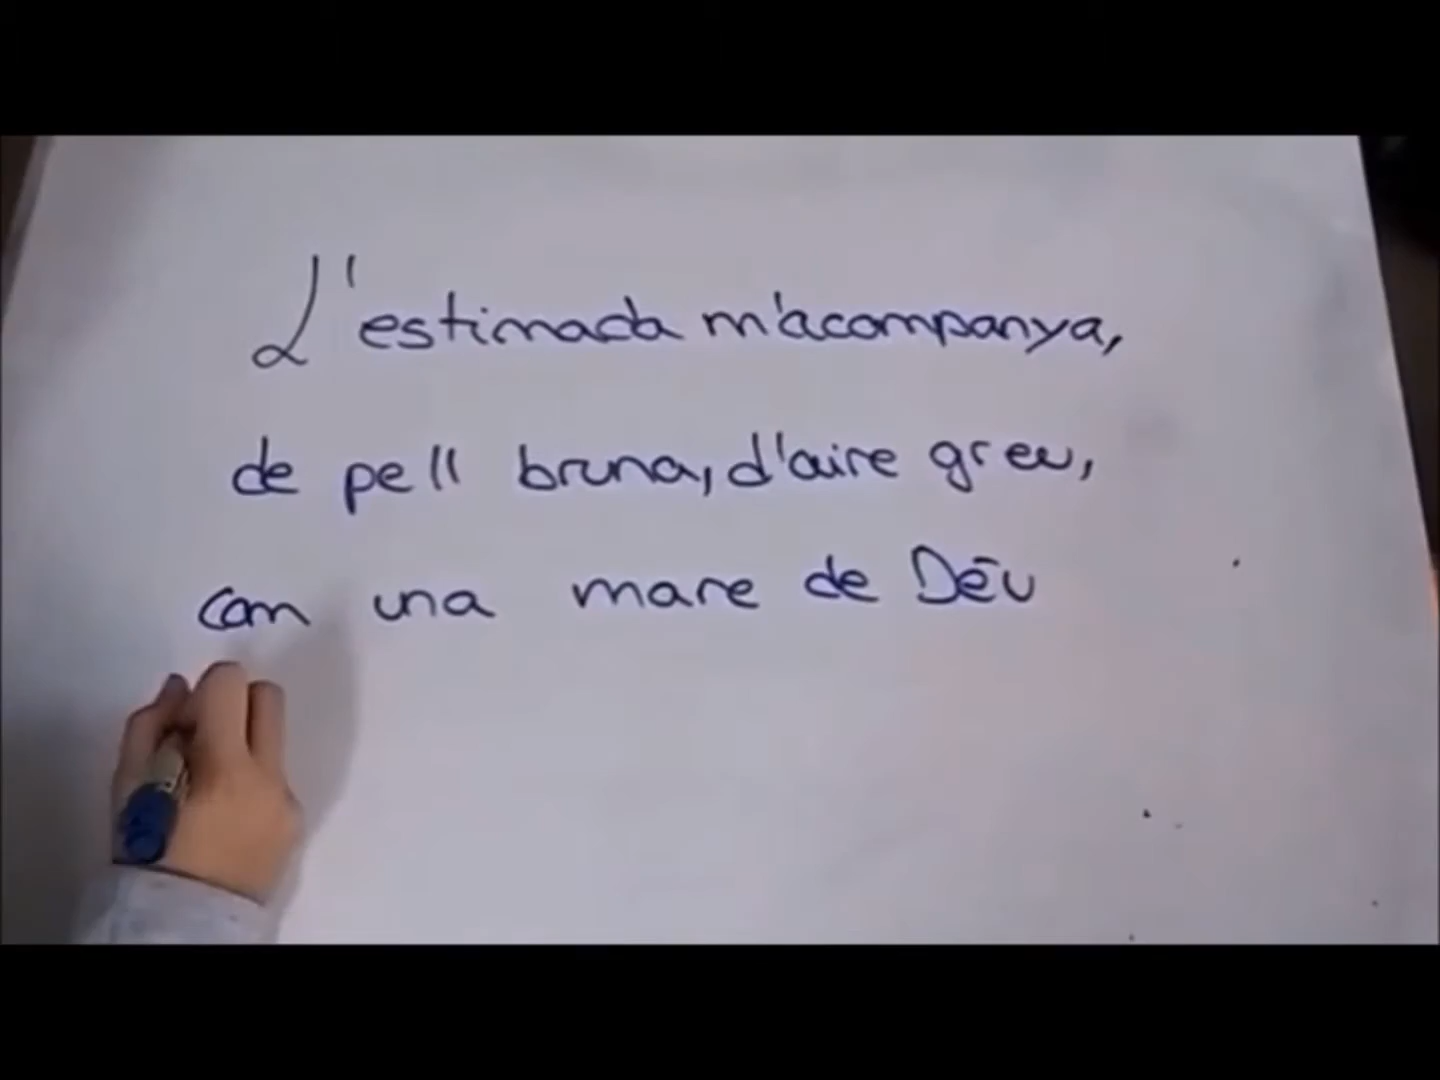 L'estimada m'acompanya,
de pell bruna, d'aire greu,
com una mare de Déu